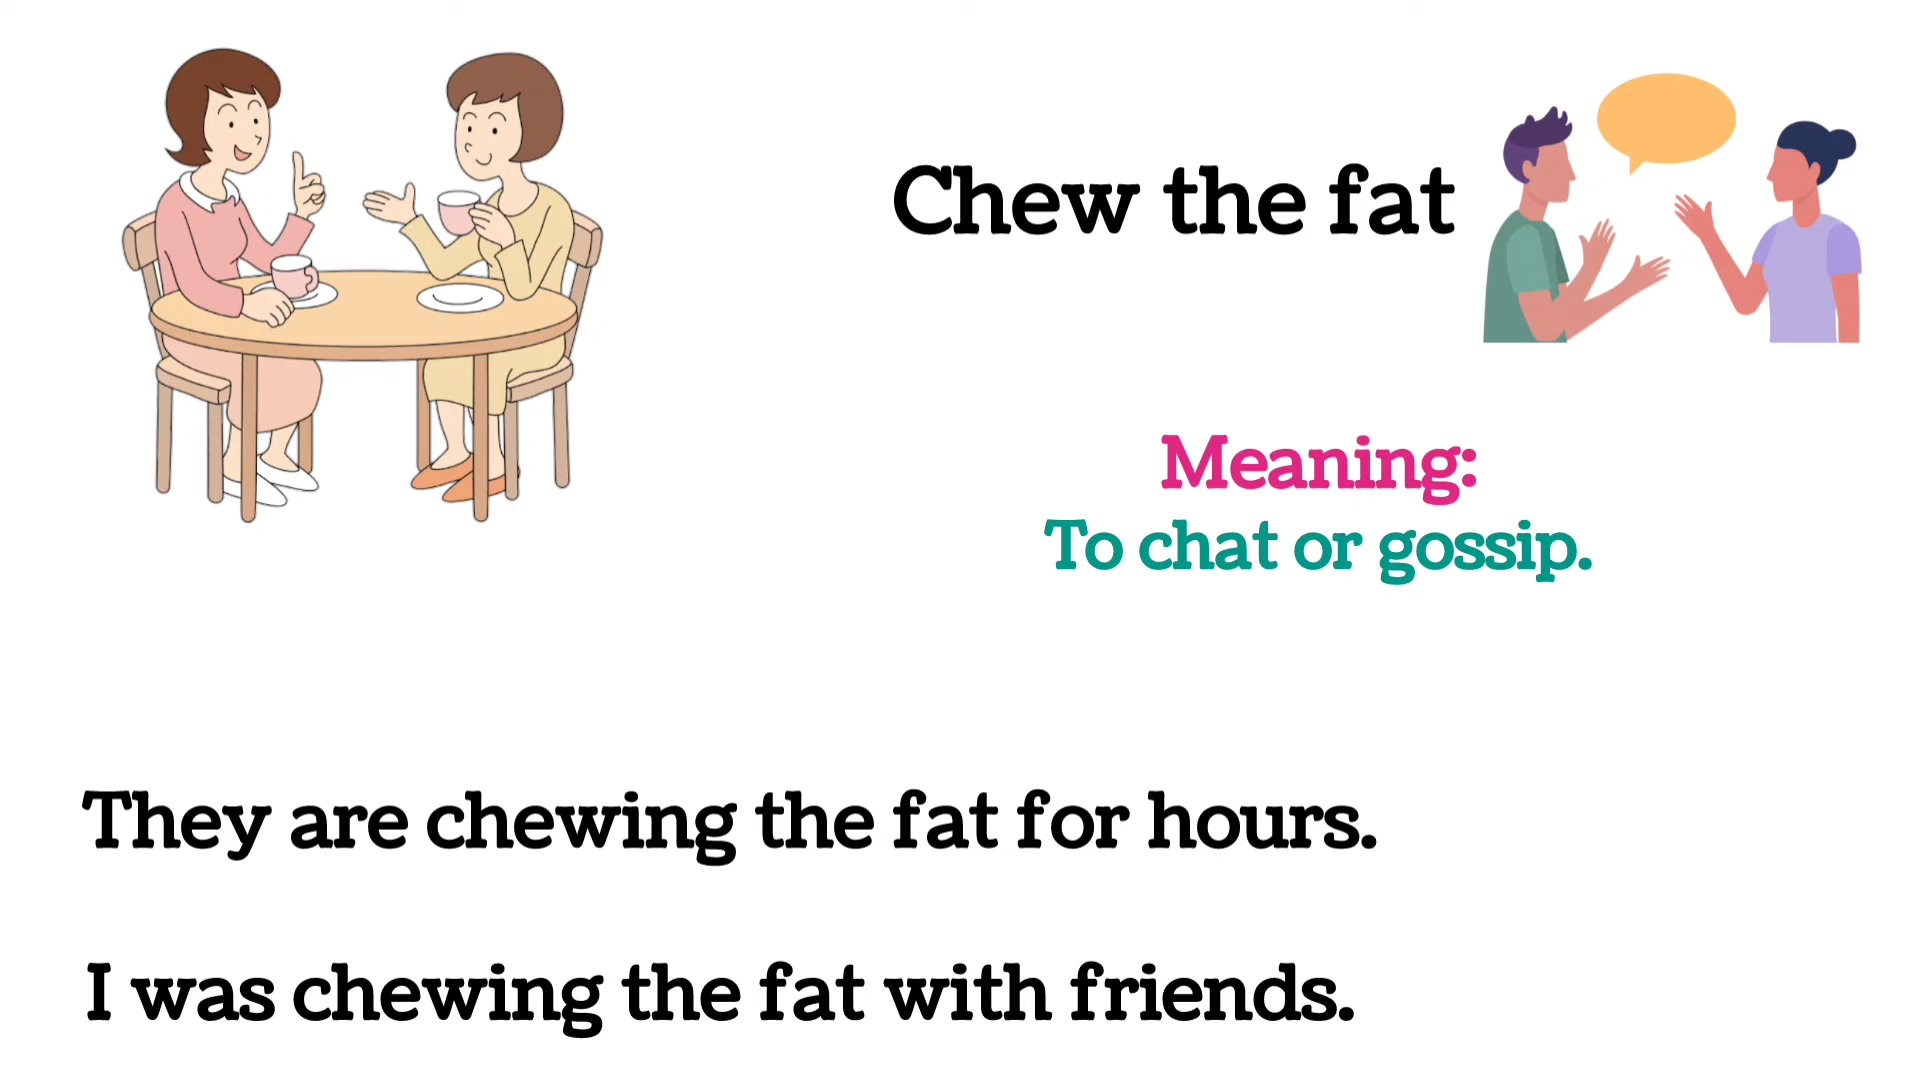 Chew the fat
Meaning:
To chat or gossip.
They are chewing the fat for hours.
I was chewing the fat with friends.